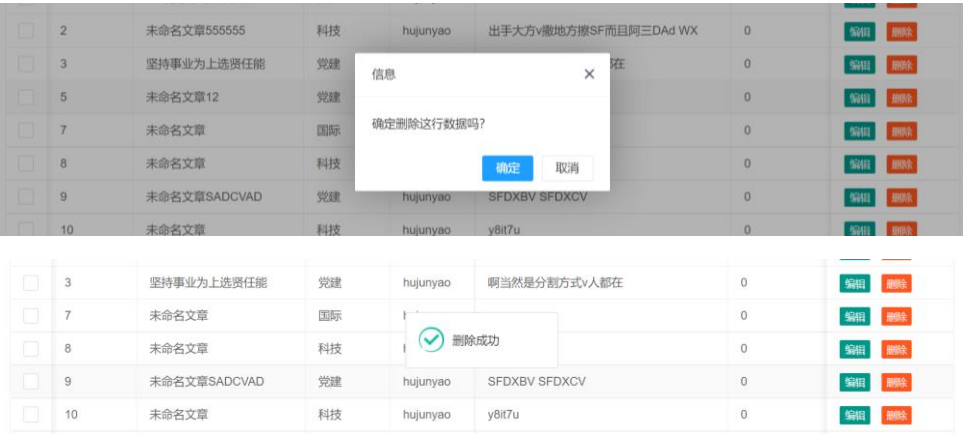 2 未命名文章555555 科技 hujunyao 出手大方v撒地方擦SF而且阿三DAd WX 0 编辑 删除
3 坚持事业为上选贤任能 党建 都在 0 编辑 删除
信息 ×
5 未命名文章12 党建 0 编辑 删除
确定删除这行数据吗?
7 未命名文章 国际 0 编辑 删除
8 未命名文章 科技 0 编辑 删除
确定 取消
9 未命名文章SADCVAD 党建 hujunyao SFDXBV SFDXCV 0 编辑 删除
10 未命名文章 科技 hujunyao y8it7u 0 编辑 删除
3 坚持事业为上选贤任能 党建 hujunyao 啊当然是分割方式v人都在 0 编辑 删除
7 未命名文章 国际 0 编辑 删除
删除成功
8 未命名文章 科技 0 编辑 删除
9 未命名文章SADCVAD 党建 hujunyao SFDXBV SFDXCV 0 编辑 删除
10 未命名文章 科技 hujunyao y8it7u 0 编辑 删除